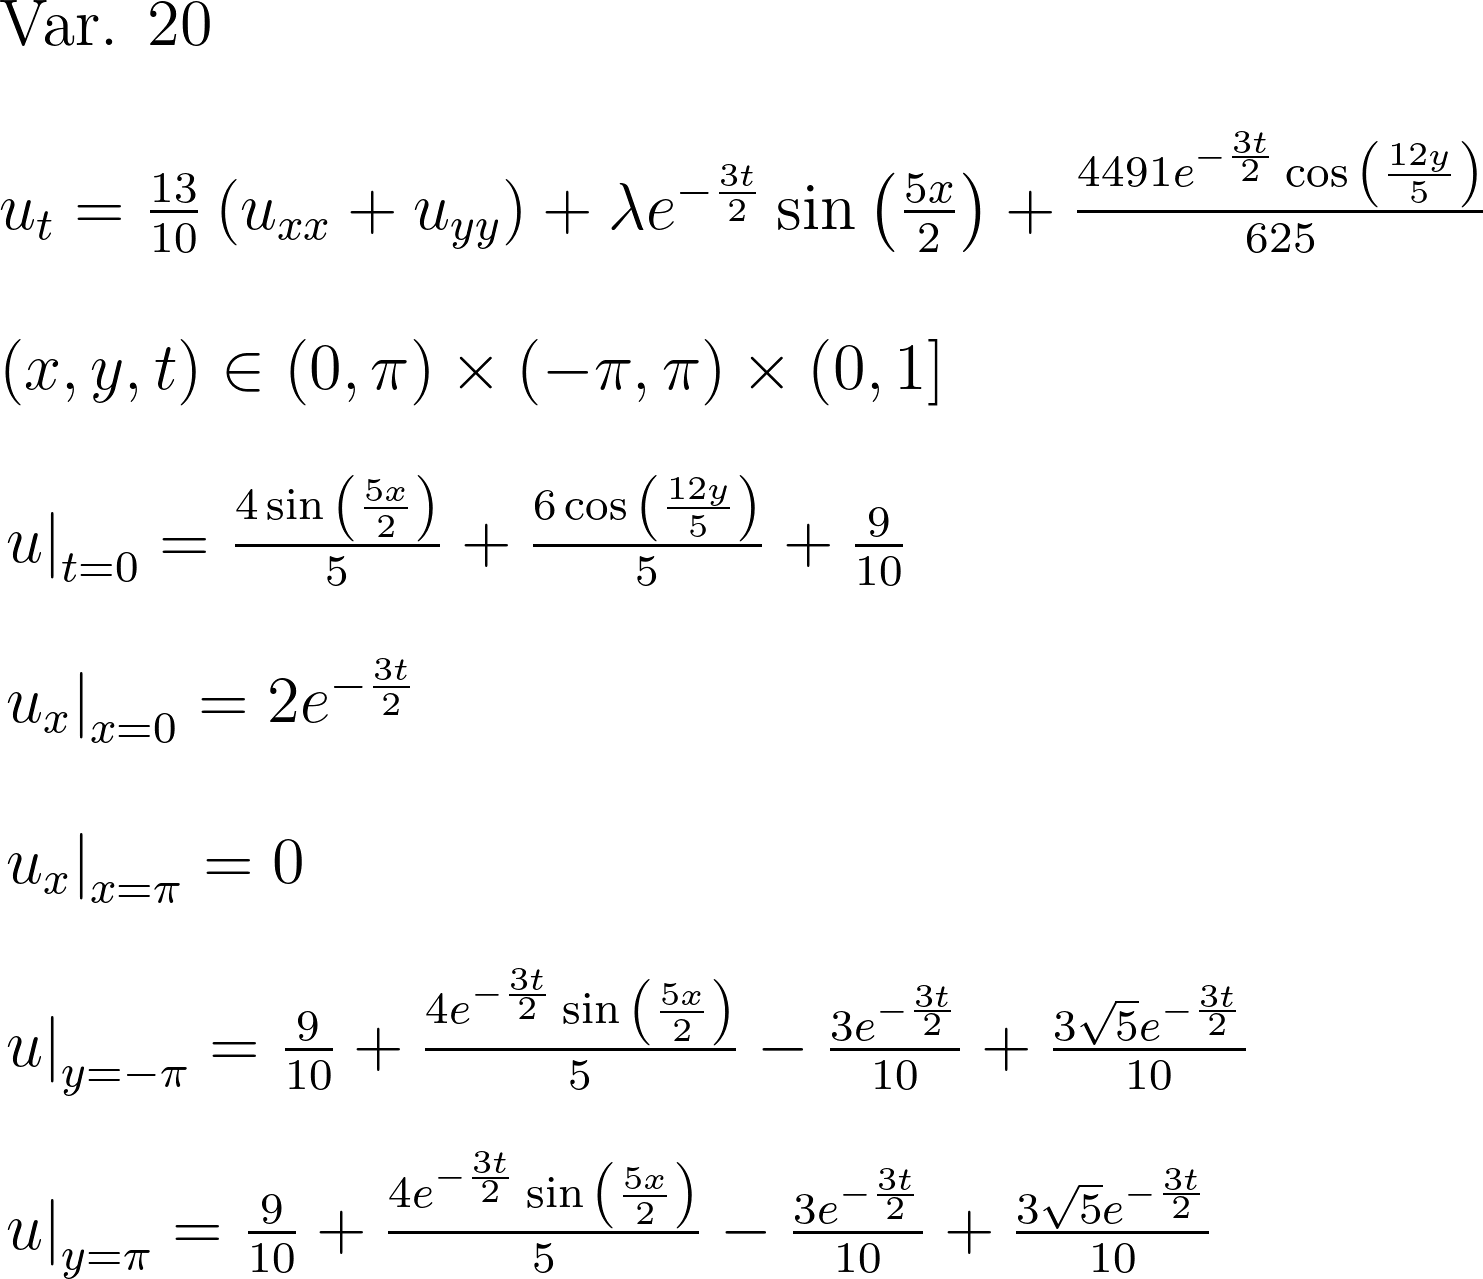 Var. 20
u_t = \frac{13}{10} (u_{xx} + u_{yy}) + \lambda e^{-\frac{3t}{2}} \sin\left(\frac{5x}{2}\right) + \frac{4491e^{-\frac{3t}{2}} \cos\left(\frac{12y}{5}\right)}{625}
(x, y, t) \in (0, \pi) \times (-\pi, \pi) \times (0, 1]
u|_{t=0} = \frac{4 \sin\left(\frac{5x}{2}\right)}{5} + \frac{6 \cos\left(\frac{12y}{5}\right)}{5} + \frac{9}{10}
u_x|_{x=0} = 2e^{-\frac{3t}{2}}
u_x|_{x=\pi} = 0
u|_{y=-\pi} = \frac{9}{10} + \frac{4e^{-\frac{3t}{2}} \sin\left(\frac{5x}{2}\right)}{5} - \frac{3e^{-\frac{3t}{2}}}{10} + \frac{3\sqrt{5}e^{-\frac{3t}{2}}}{10}
u|_{y=\pi} = \frac{9}{10} + \frac{4e^{-\frac{3t}{2}} \sin\left(\frac{5x}{2}\right)}{5} - \frac{3e^{-\frac{3t}{2}}}{10} + \frac{3\sqrt{5}e^{-\frac{3t}{2}}}{10}